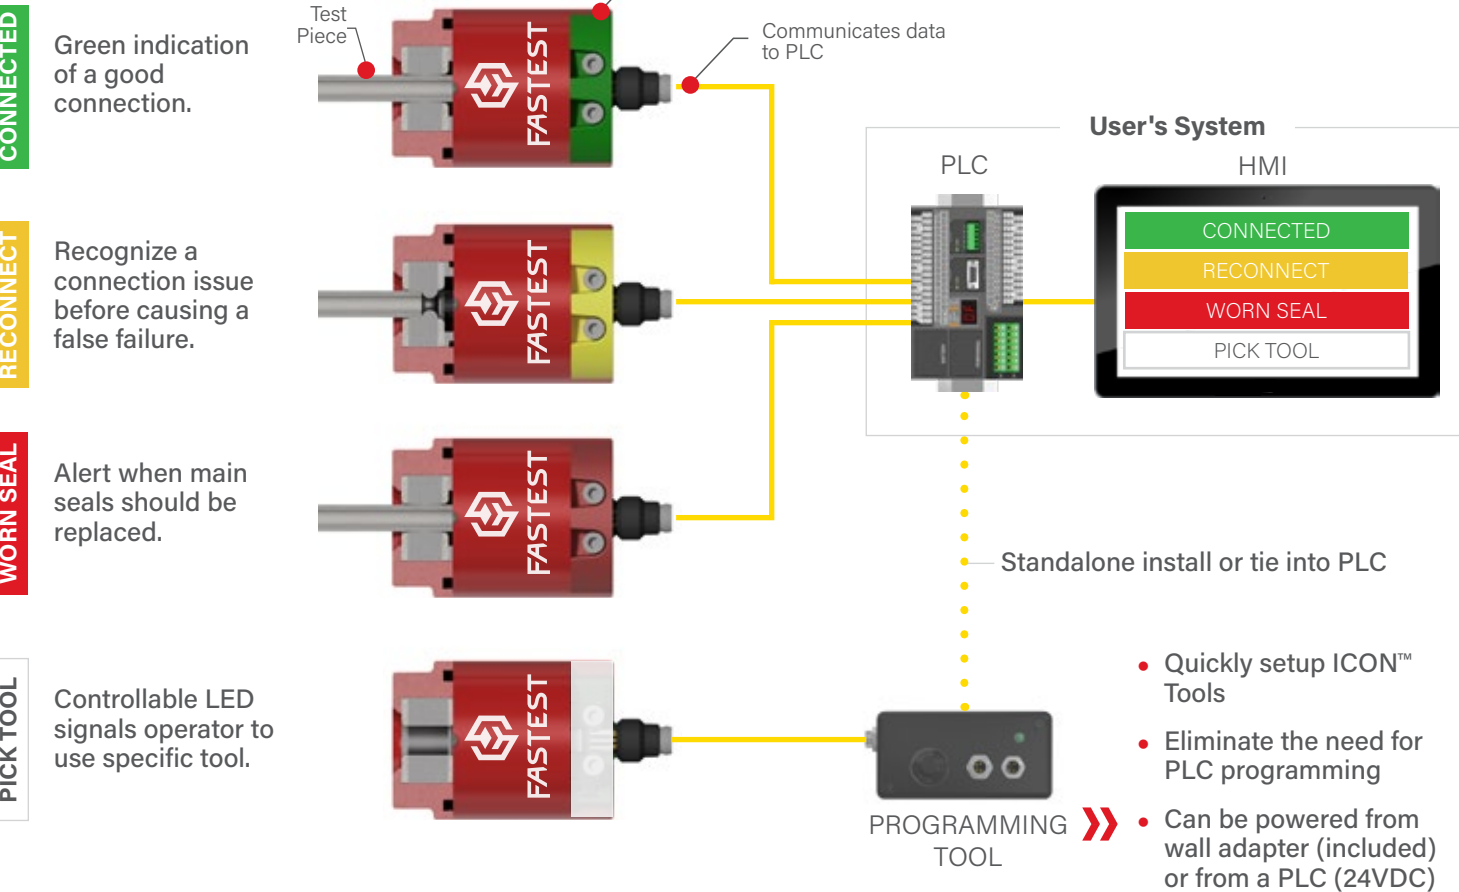 CONNECTED
Green indication
of a good
connection.
Test
Piece
FASTEST
Communicates data
to PLC
User's System
PLC
HMI
CONNECTED
RECONNECT
WORN SEAL
PICK TOOL
RECONNECT
Recognize a
connection issue
before causing a
false failure.
FASTEST
WORN SEAL
Alert when main
seals should be
replaced.
FASTEST
Standalone install or tie into PLC
PICK TOOL
Controllable LED
signals operator to
use specific tool.
FASTEST
PROGRAMMING
TOOL
• Quickly setup ICON™
Tools
• Eliminate the need for
PLC programming
• Can be powered from
wall adapter (included)
or from a PLC (24VDC)